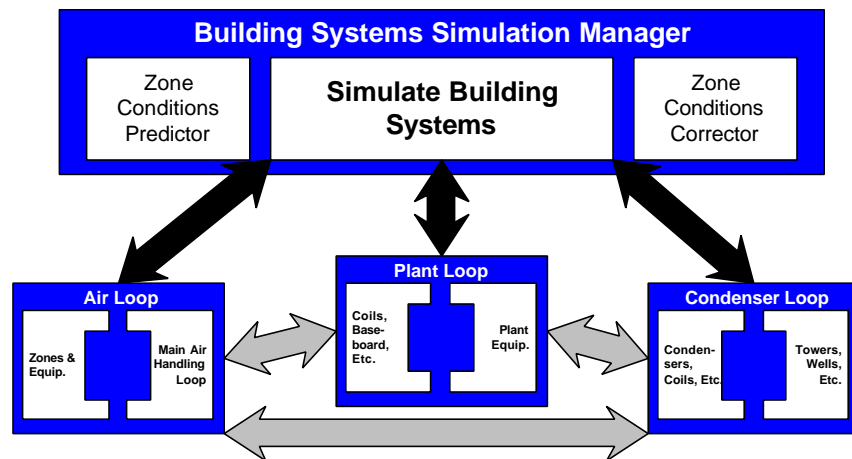 Building Systems Simulation Manager
Zone
Conditions
Predictor
Simulate Building
Systems
Zone
Conditions
Corrector
Air Loop
Zones &
Equip.
Main Air
Handling
Loop
Plant Loop
Coils,
Base-
board,
Etc.
Plant
Equip.
Condenser Loop
Conden-
sers,
Coils, Etc.
Towers,
Wells,
Etc.